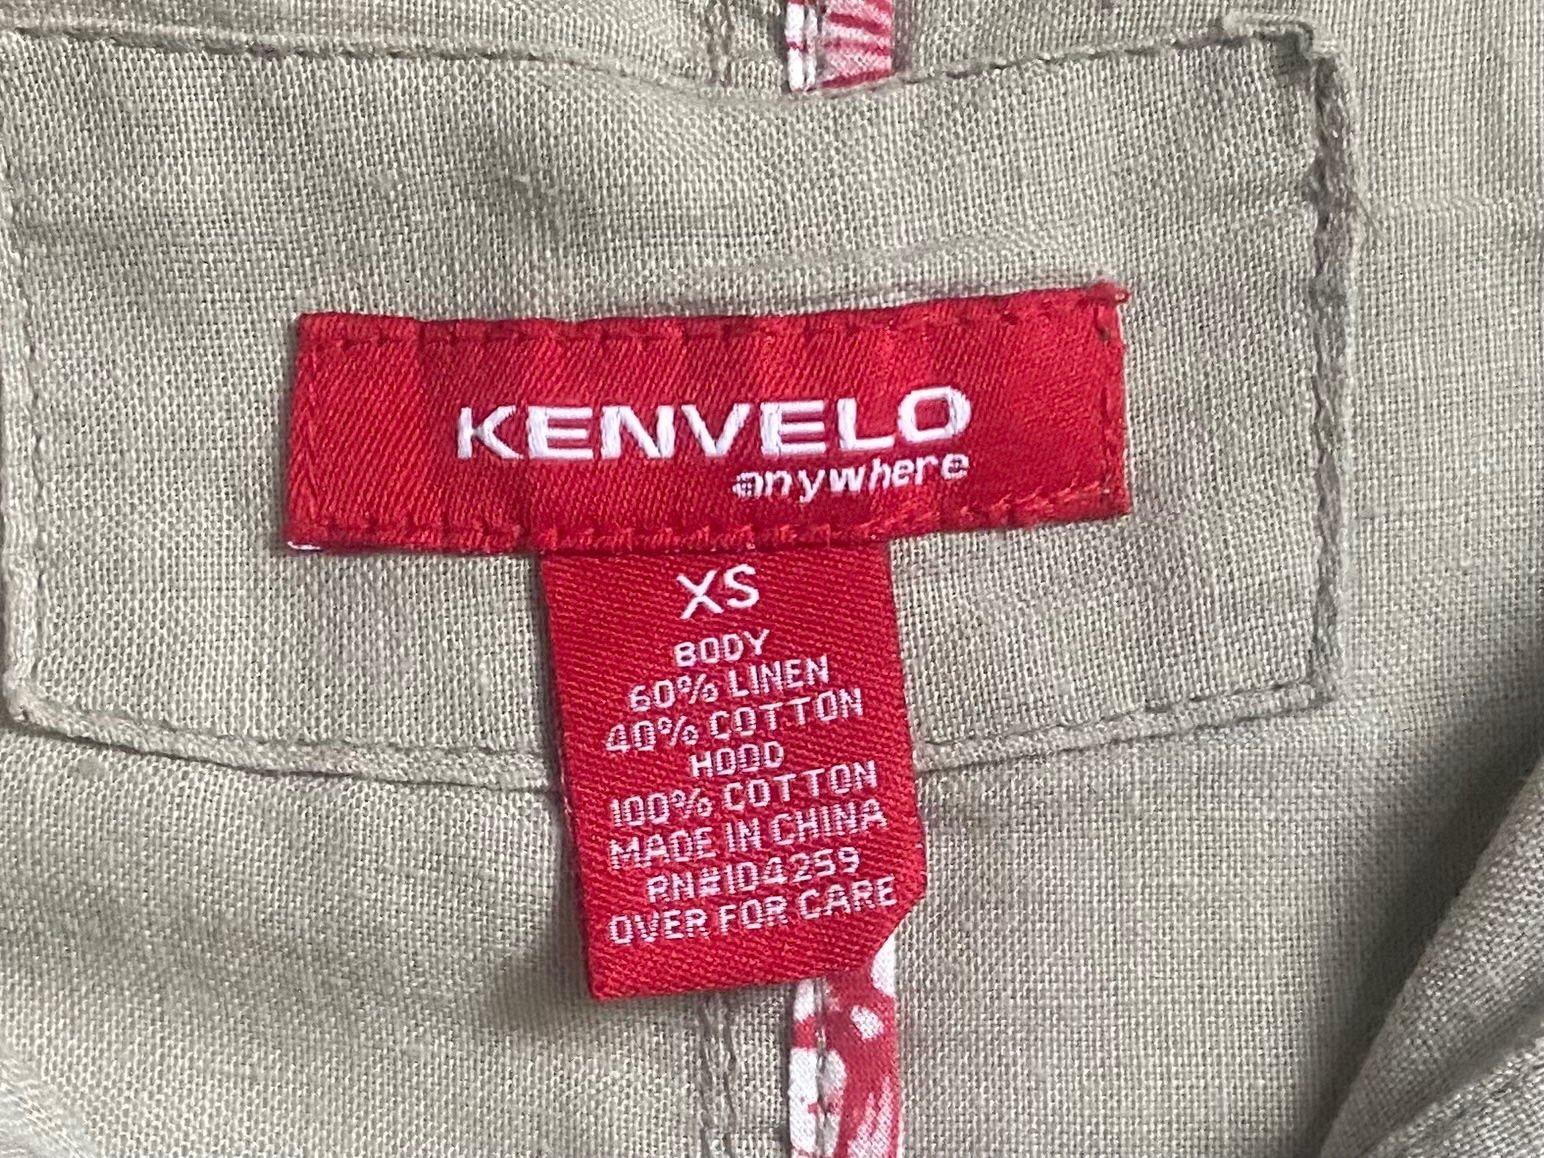 KENVELO
anywhere
XS
BODY
60% LINEN
40% COTTON
HOOD
100% COTTON
MADE IN CHINA
RN#104259
OVER FOR CARE